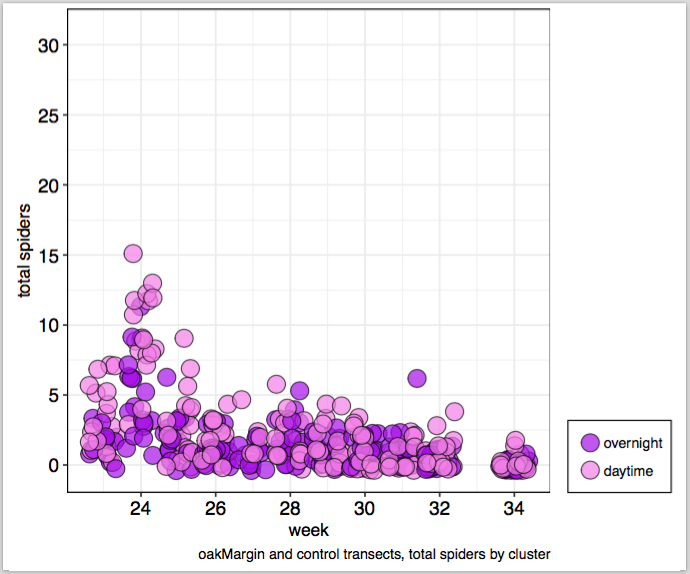 30
25
20
15
10
5
0
total spiders
24 26 28 30 32 34
week
overnight
daytime
oakMargin and control transects, total spiders by cluster